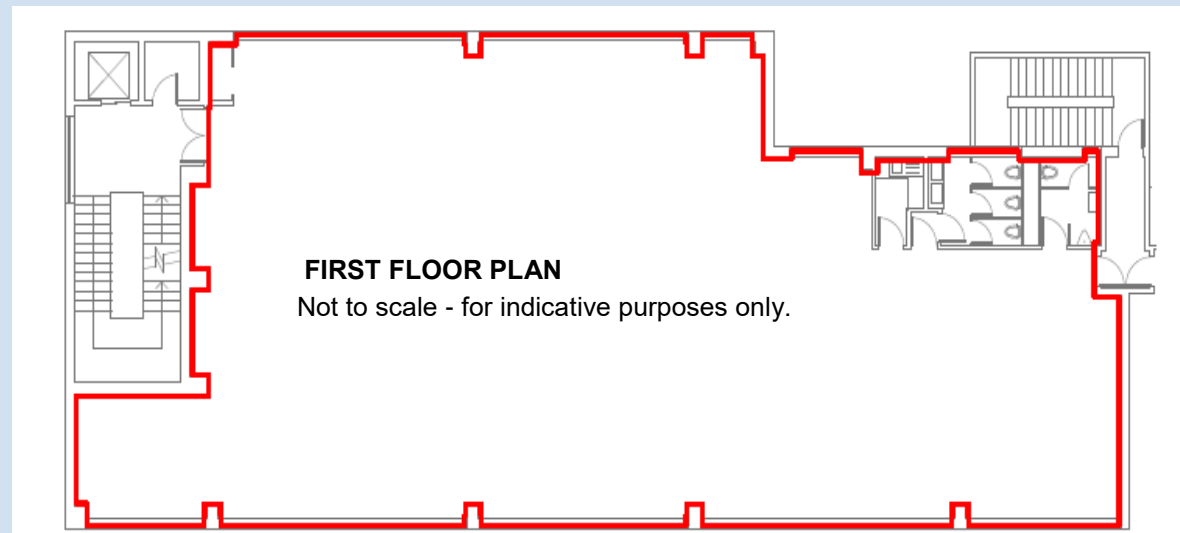 FIRST FLOOR PLAN
Not to scale - for indicative purposes only.